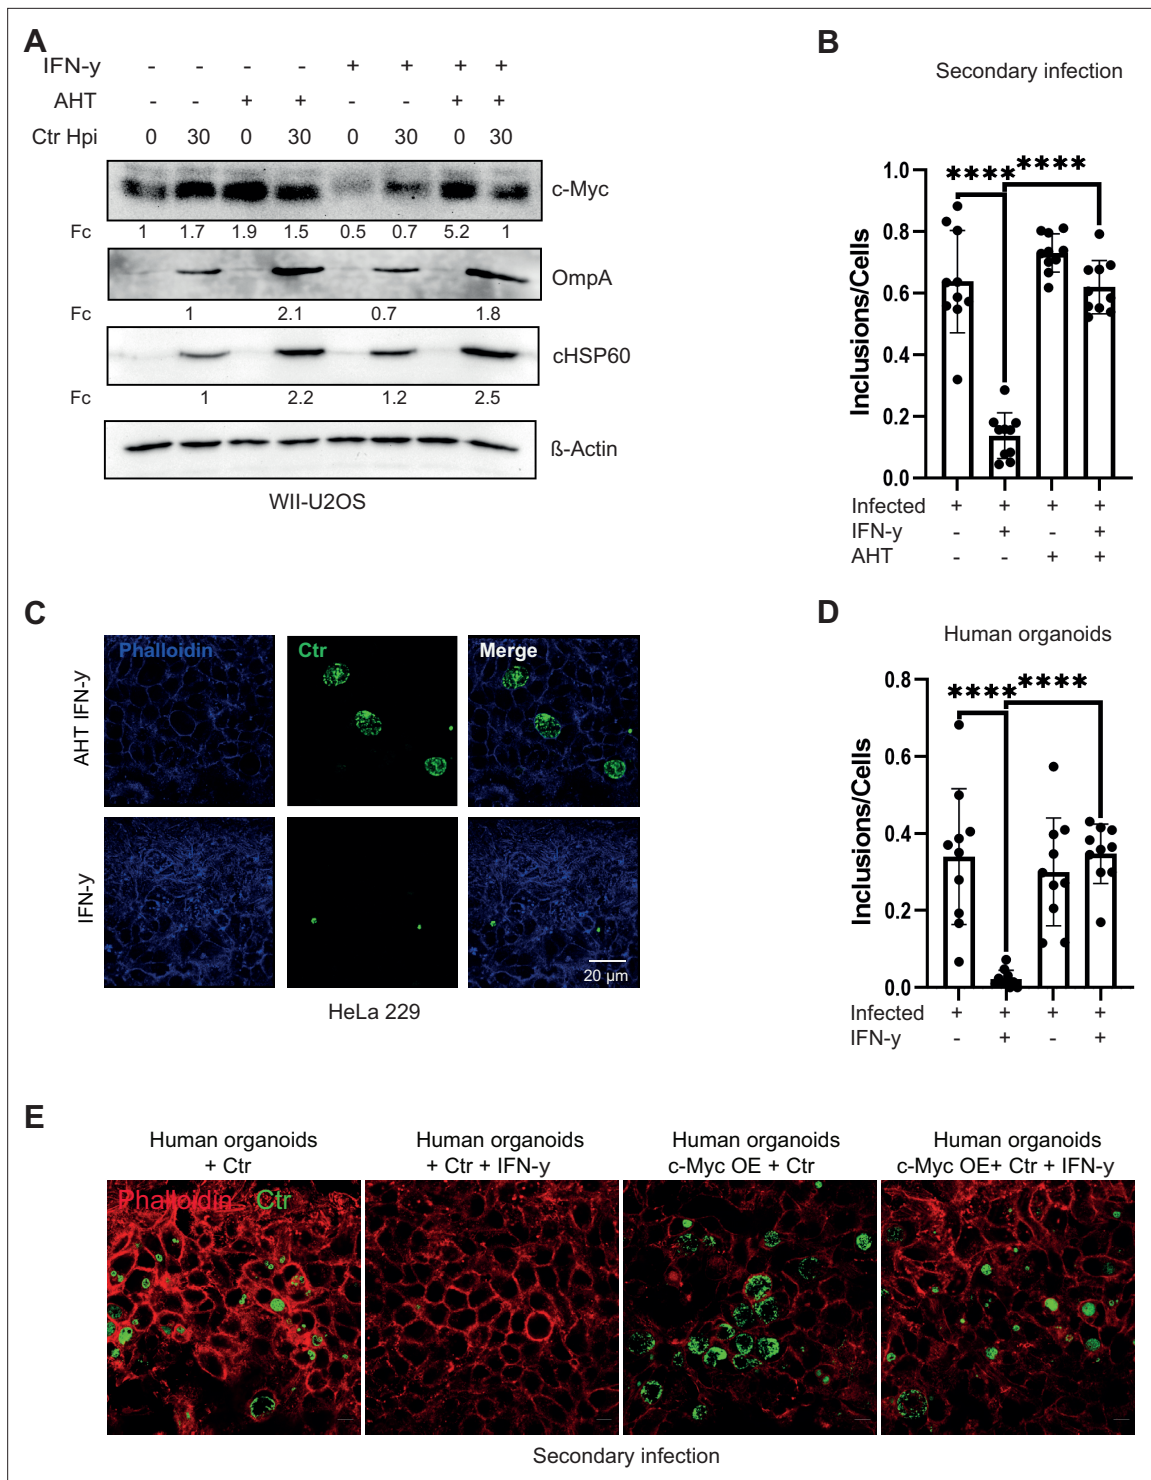 A
IFN-y - - - - + + + +
AHT - - + + - - + +
Ctr Hpi 0 30 0 30 0 30 0 30
c-Myc
Fc 1 1.7 1.9 1.5 0.5 0.7 5.2 1
OmpA
Fc 1 2.1 0.7 1.8
cHSP60
Fc 1 2.2 1.2 2.5
ß-Actin
WII-U2OS
B
Secondary infection
**** ****
Inclusions/Cells
1.0
0.8
0.6
0.4
0.2
0.0
Infected + + + +
IFN-y - + - +
AHT - - + +
C
Phalloidin Ctr Merge
AHT IFN-y
IFN-y
20 µm
HeLa 229
D
Human organoids
**** ****
Inclusions/Cells
0.8
0.6
0.4
0.2
0.0
Infected + + + +
IFN-y - + - +
E
Human organoids
+ Ctr
Human organoids
+ Ctr + IFN-y
Human organoids
c-Myc OE + Ctr
Human organoids
c-Myc OE+ Ctr + IFN-y
Phalloidin Ctr
Secondary infection